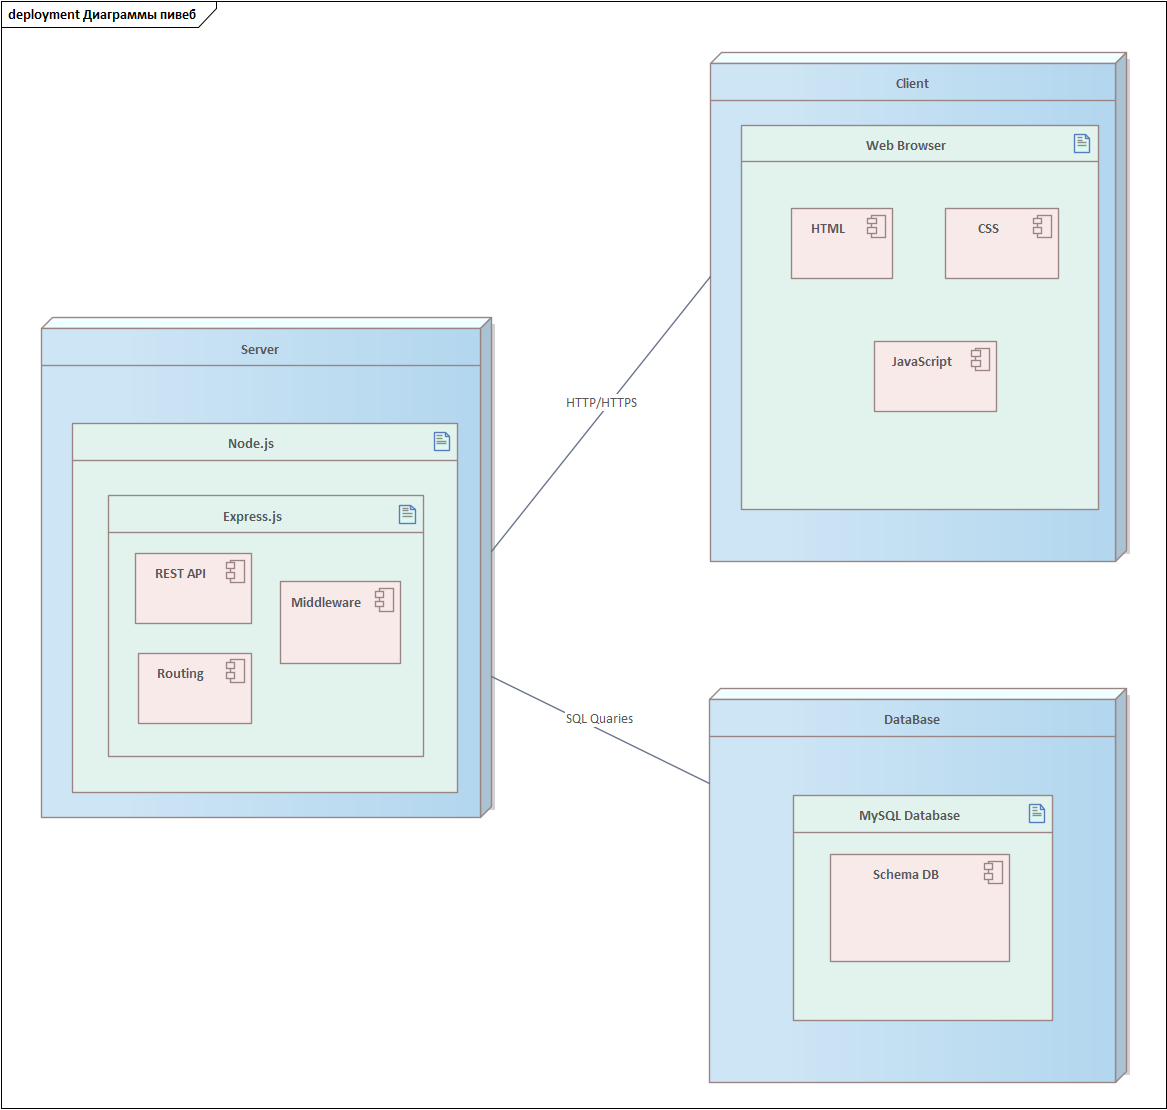 deployment Диаграммы пивеб
Client
Web Browser
HTML
CSS
JavaScript
Server
Node.js
Express.js
REST API
Middleware
Routing
HTTP/HTTPS
SQL Quaries
DataBase
MySQL Database
Schema DB